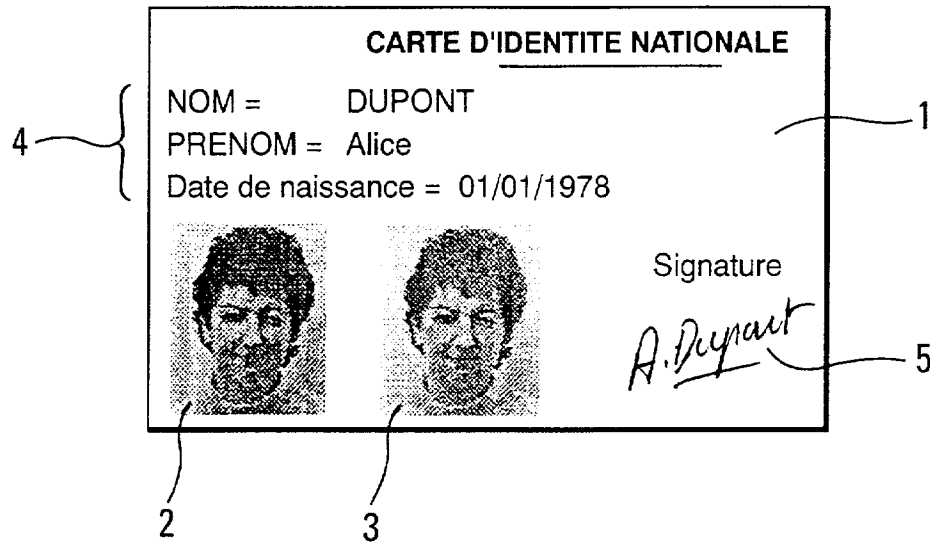 CARTE D'IDENTITE NATIONALE
NOM = DUPONT
PRENOM = Alice
Date de naissance = 01/01/1978
Signature
A. Dupont
1
2
3
4
5